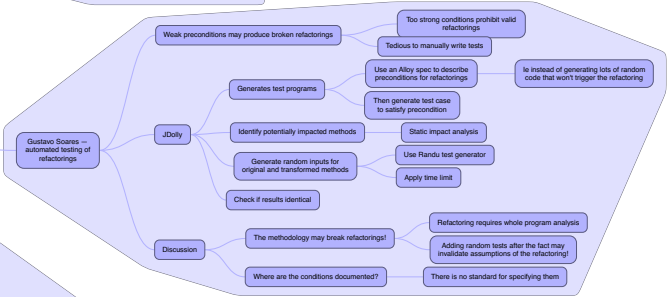 Gustavo Soares —
automated testing of
refactorings
Weak preconditions may produce broken refactorings
Too strong conditions prohibit valid
refactorings
Tedious to manually write tests
JDolly
Generates test programs
Use an Alloy spec to describe
preconditions for refactorings
Ie instead of generating lots of random
code that won't trigger the refactoring
Then generate test case
to satisfy precondition
Identify potentially impacted methods
Static impact analysis
Generate random inputs for
original and transformed methods
Use Randu test generator
Apply time limit
Check if results identical
Discussion
The methodology may break refactorings!
Refactoring requires whole program analysis
Adding random tests after the fact may
invalidate assumptions of the refactoring!
Where are the conditions documented?
There is no standard for specifying them